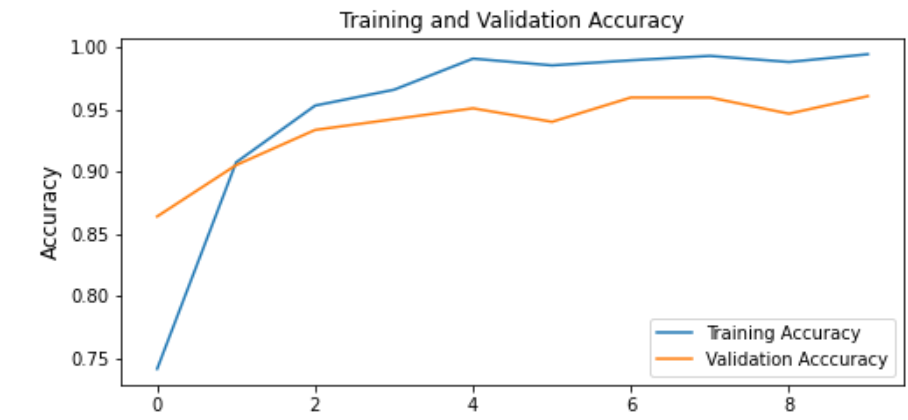 Training and Validation Accuracy
1.00
0.95
0.90
0.85
0.80
0.75
Accuracy
Training Accuracy
Validation Acccuracy
0 2 4 6 8